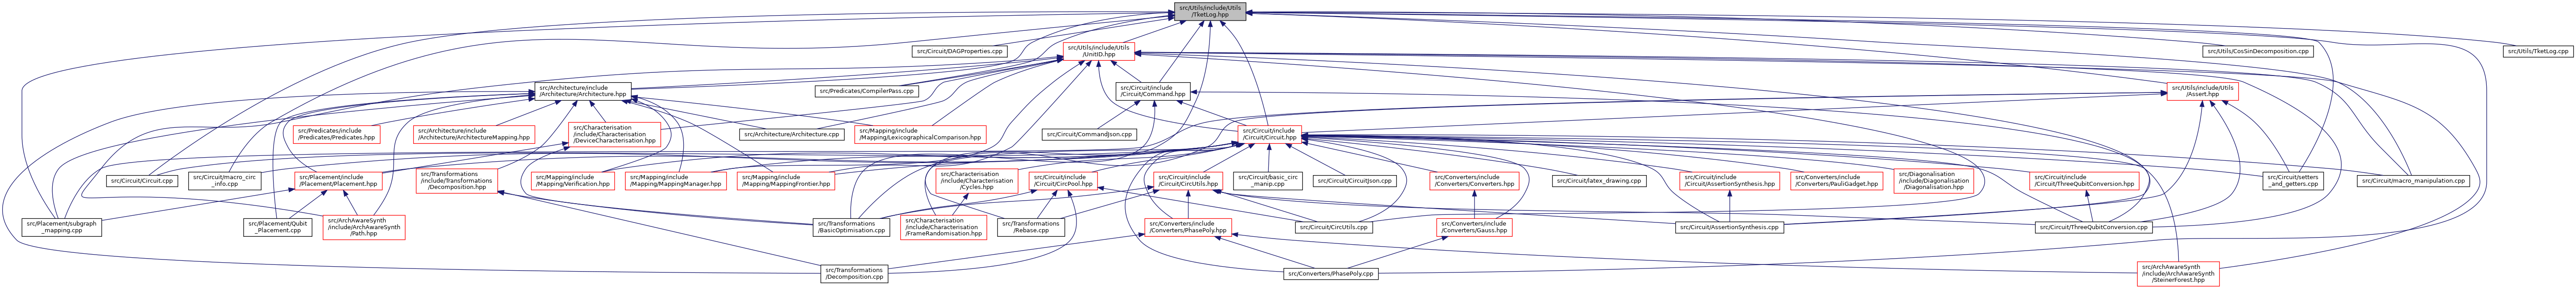 src/Utils/include/Utils
/TketLog.hpp
src/Circuit/DAGProperties.cpp
src/Utils/include/Utils
/UnitID.hpp
src/Utils/CosSinDecomposition.cpp
src/Utils/TketLog.cpp
src/Architecture/include
/Architecture/Architecture.hpp
src/Predicates/CompilerPass.cpp
src/Circuit/include
/Circuit/Command.hpp
src/Utils/include/Utils
/Assert.hpp
src/Predicates/include
/Predicates/Predicates.hpp
src/Architecture/include
/Architecture/ArchitectureMapping.hpp
src/Characterisation
/include/Characterisation
/DeviceCharacterisation.hpp
src/Architecture/Architecture.cpp
src/Mapping/include
/Mapping/LexicographicalComparison.hpp
src/Circuit/CommandJson.cpp
src/Circuit/include
/Circuit/Circuit.hpp
src/Circuit/Circuit.cpp
src/Circuit/macro_circ
_info.cpp
src/Placement/include
/Placement/Placement.hpp
src/Transformations
/include/Transformations
/Decomposition.hpp
src/Mapping/include
/Mapping/Verification.hpp
src/Mapping/include
/Mapping/MappingManager.hpp
src/Mapping/include
/Mapping/MappingFrontier.hpp
src/Characterisation
/include/Characterisation
/Cycles.hpp
src/Circuit/include
/Circuit/CircPool.hpp
src/Circuit/include
/Circuit/CircUtils.hpp
src/Circuit/basic_circ
_manip.cpp
src/Circuit/CircuitJson.cpp
src/Converters/include
/Converters/Converters.hpp
src/Circuit/latex_drawing.cpp
src/Circuit/include
/Circuit/AssertionSynthesis.hpp
src/Converters/include
/Converters/PauliGadget.hpp
src/Diagonalisation
/include/Diagonalisation
/Diagonalisation.hpp
src/Circuit/include
/Circuit/ThreeQubitConversion.hpp
src/Circuit/setters
_and_getters.cpp
src/Circuit/macro_manipulation.cpp
src/Placement/subgraph
_mapping.cpp
src/Placement/Qubit
_Placement.cpp
src/ArchAwareSynth
/include/ArchAwareSynth
/Path.hpp
src/Transformations
/BasicOptimisation.cpp
src/Characterisation
/include/Characterisation
/FrameRandomisation.hpp
src/Transformations
/Rebase.cpp
src/Converters/include
/Converters/PhasePoly.hpp
src/Circuit/CircUtils.cpp
src/Converters/include
/Converters/Gauss.hpp
src/Circuit/AssertionSynthesis.cpp
src/Circuit/ThreeQubitConversion.cpp
src/Transformations
/Decomposition.cpp
src/Converters/PhasePoly.cpp
src/ArchAwareSynth
/include/ArchAwareSynth
/SteinerForest.hpp